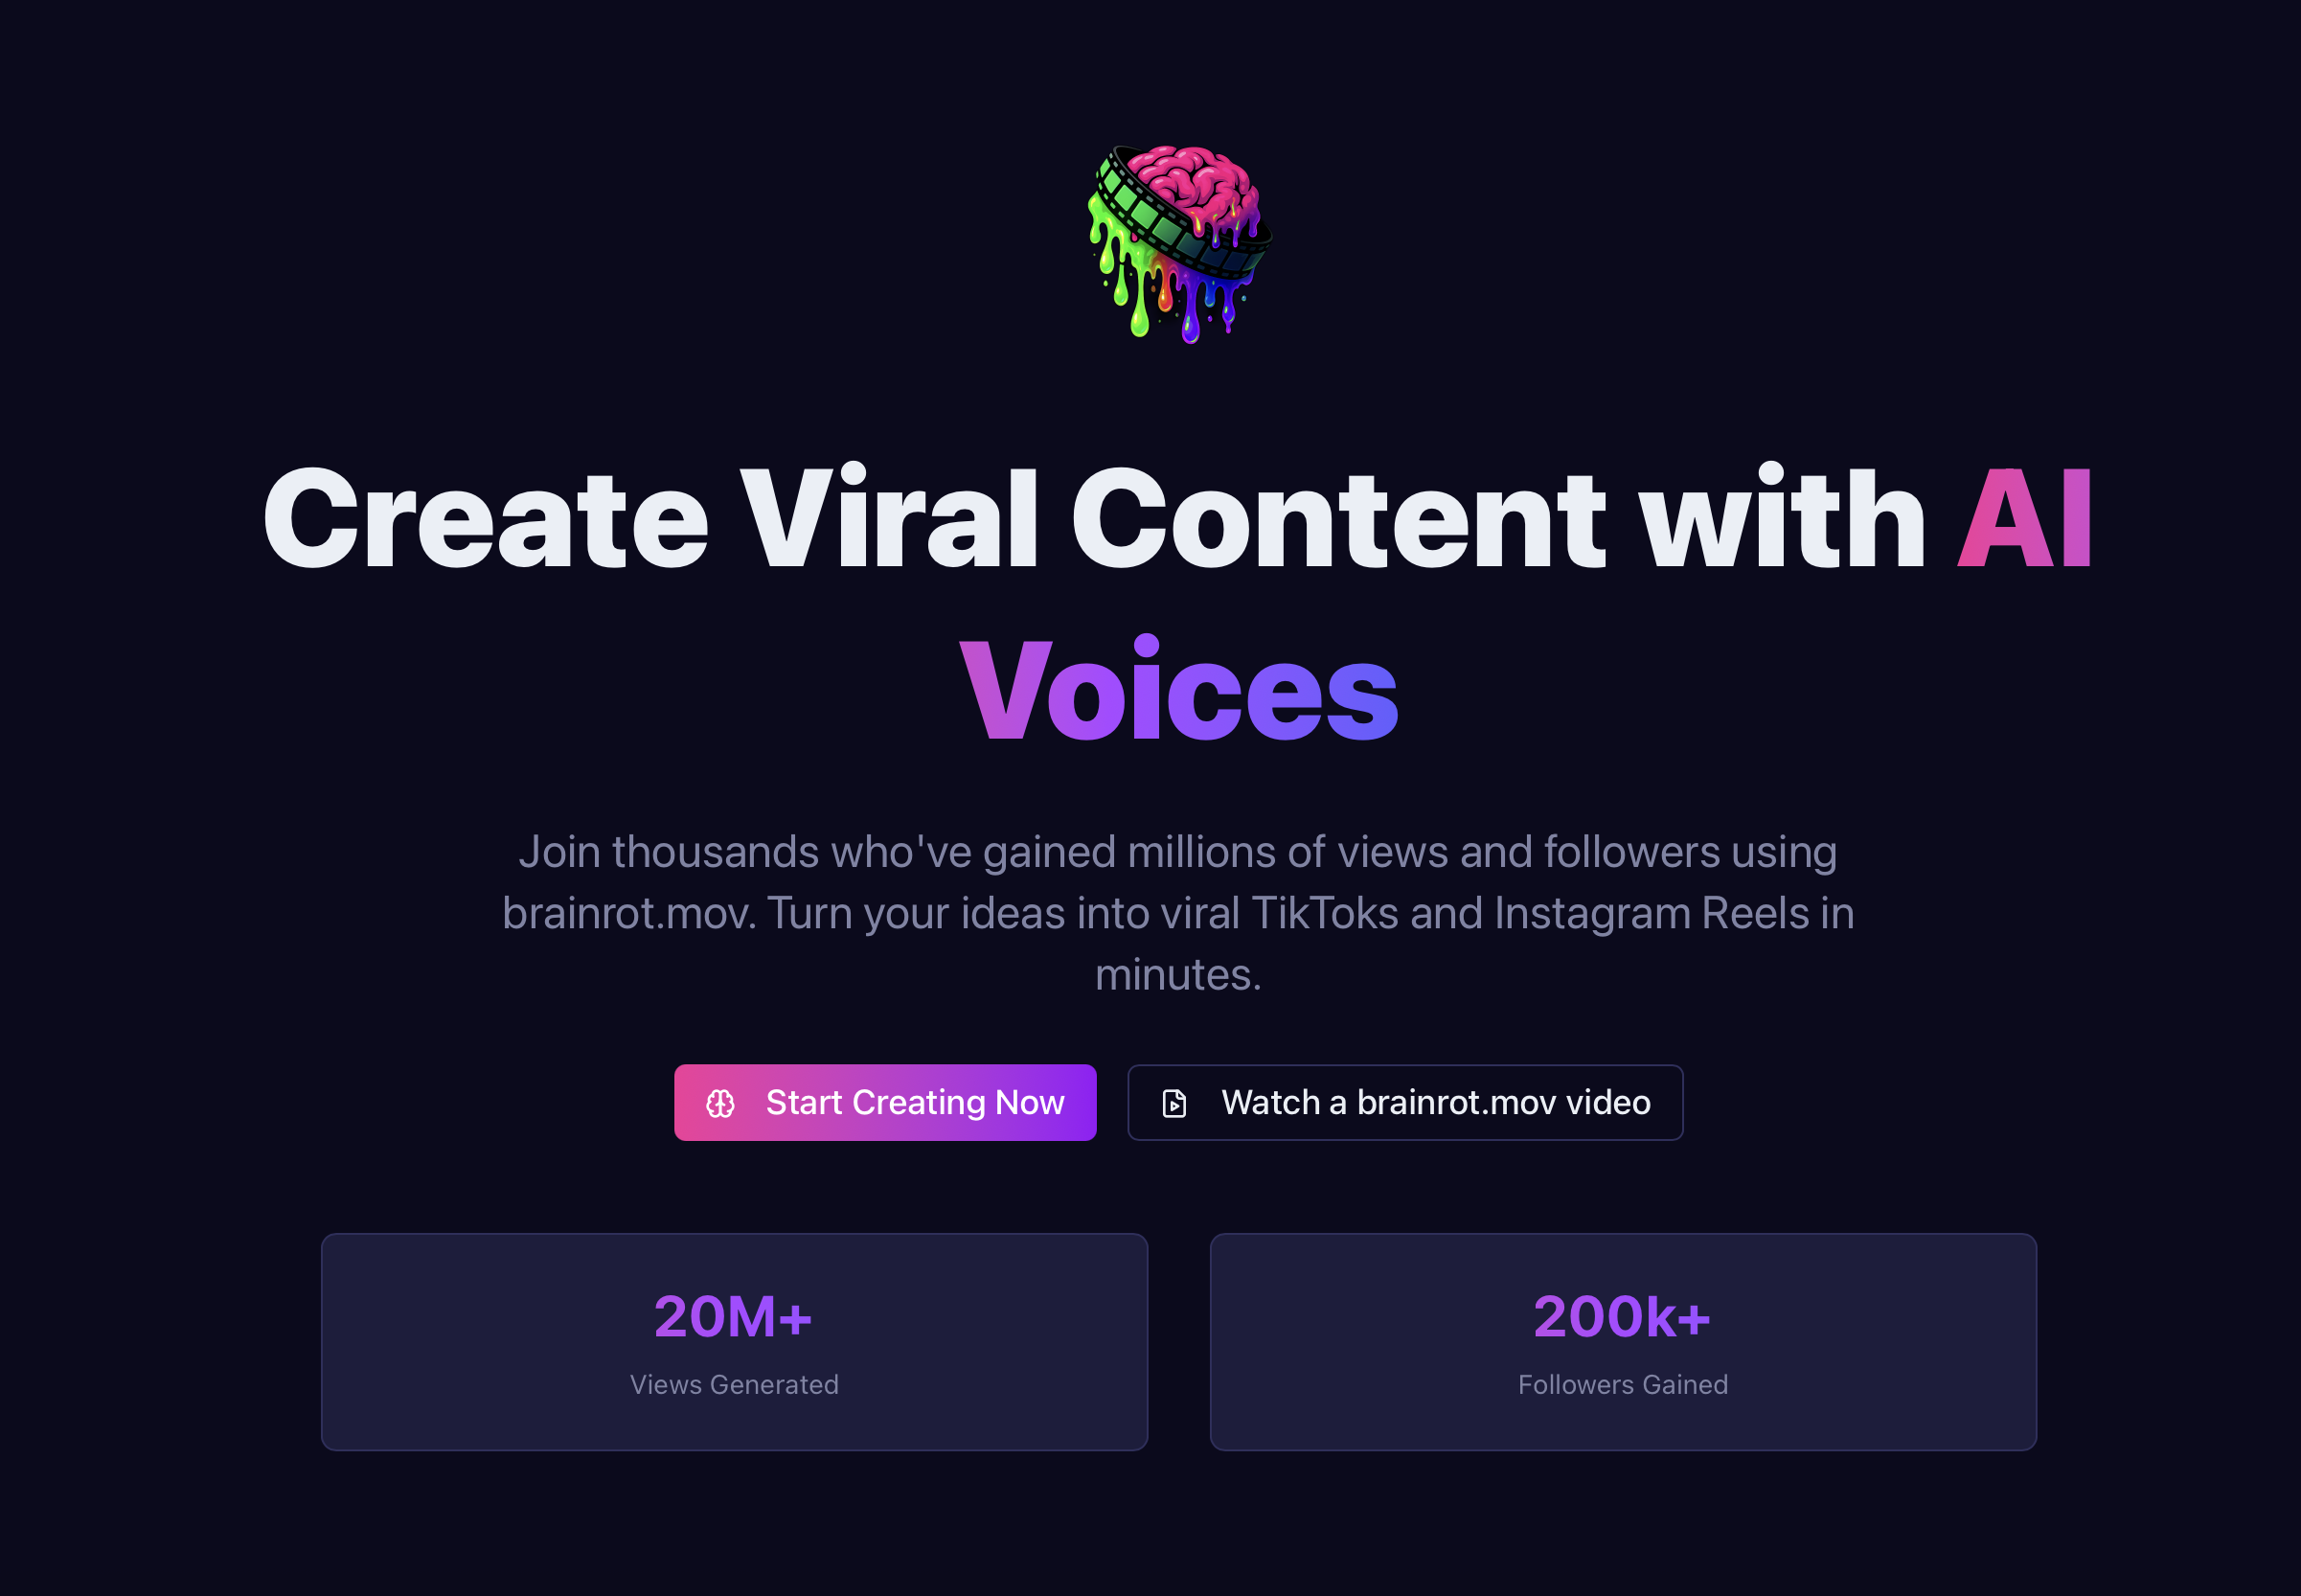 Create Viral Content with AI
Voices
Join thousands who've gained millions of views and followers using
brainrot.mov. Turn your ideas into viral TikToks and Instagram Reels in
minutes.
Start Creating Now
Watch a brainrot.mov video
20M+
Views Generated
200k+
Followers Gained